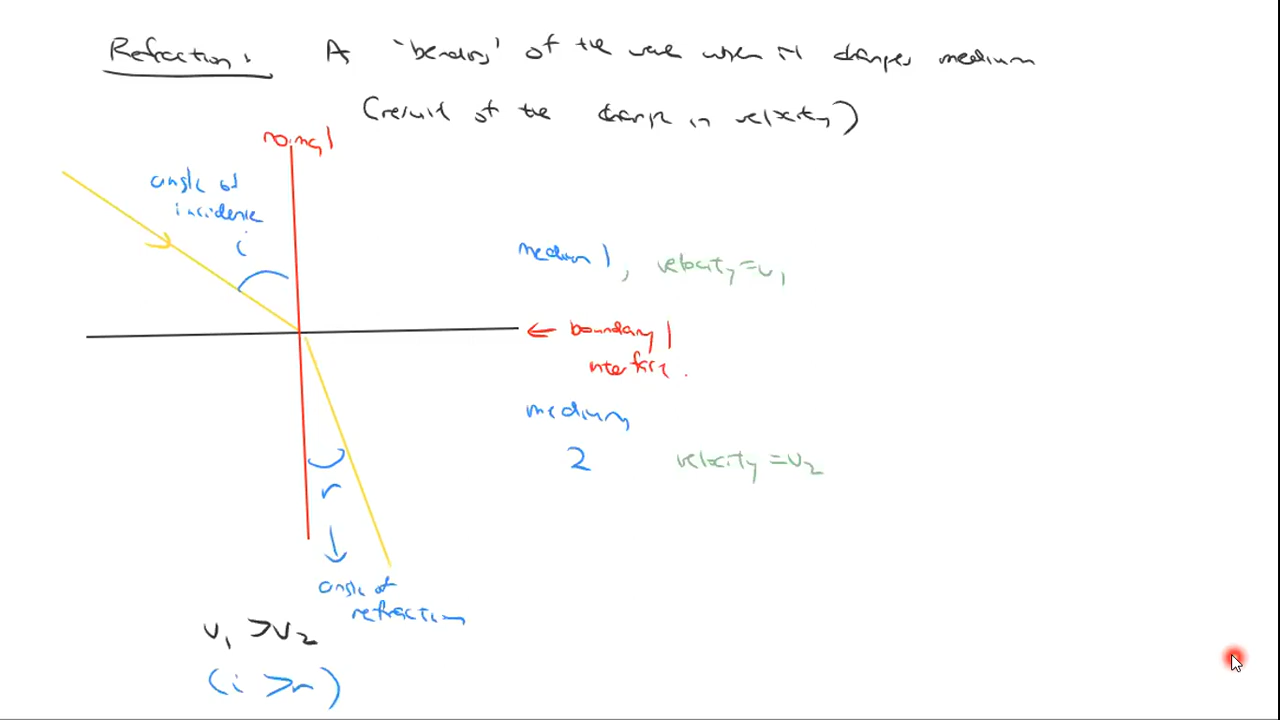 Refraction: A 'bending' of the wave when it changes medium
(result of the change in velocity)
normal
angle of
incidence
i
medium 1, velocity = v1
← boundary /
interface.
medium
2 velocity = v2
r
angle of
refraction
v1 > v2
(i > r)